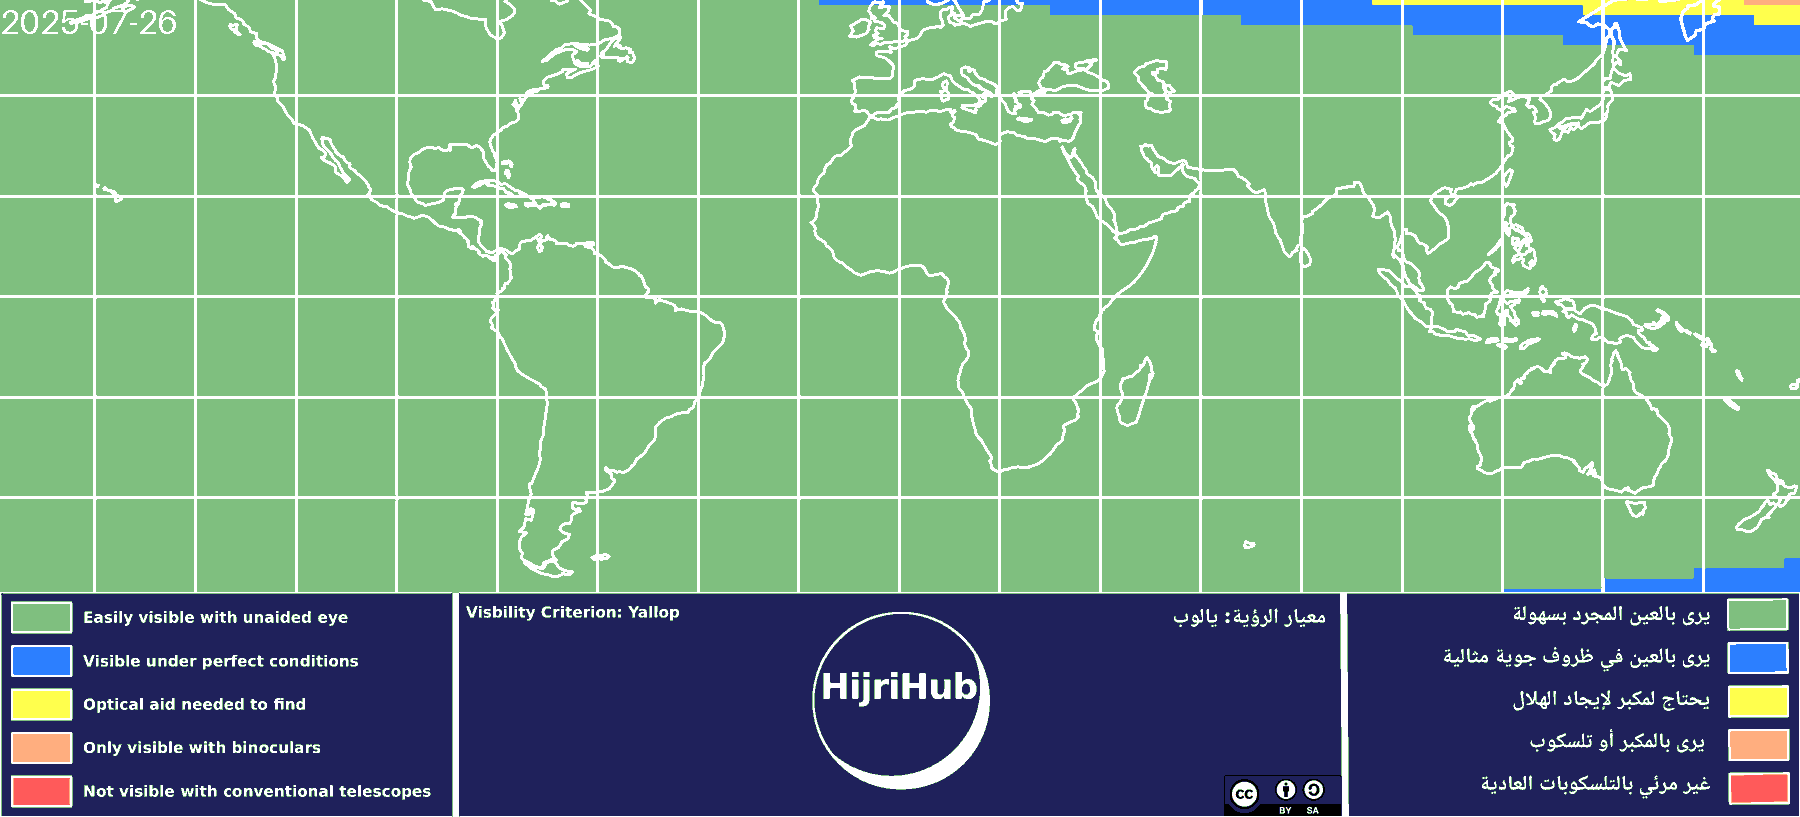 2025-07-26
Easily visible with unaided eye
Visible under perfect conditions
Optical aid needed to find
Only visible with binoculars
Not visible with conventional telescopes
Visbility Criterion: Yallop
معيار الرؤية: يالوب
HijriHub
cc
BY SA
يرى بالعين المجرد بسهولة
يرى بالعين في ظروف جوية مثالية
يحتاج لمكبر لإيجاد الهلال
يرى بالمكبر أو تلسكوب
غير مرئي بالتلسكوبات العادية